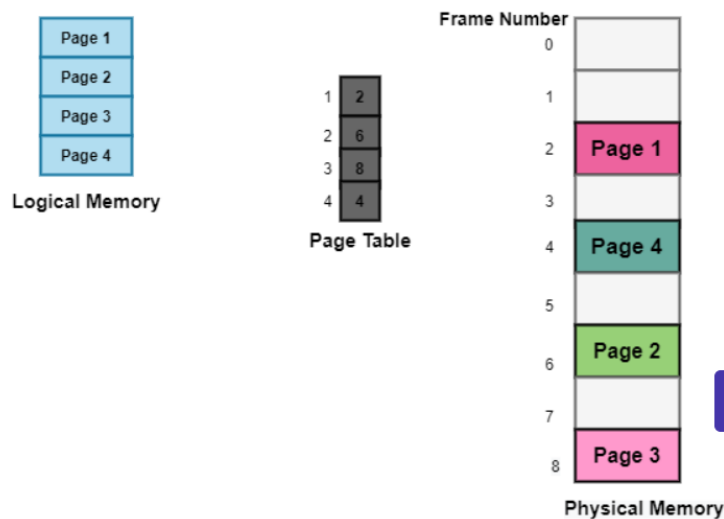 Page 1
Page 2
Page 3
Page 4
Logical Memory
1 2
2 6
3 8
4 4
Page Table
Frame Number
0
1
2 Page 1
3
4 Page 4
5
6 Page 2
7
8 Page 3
Physical Memory